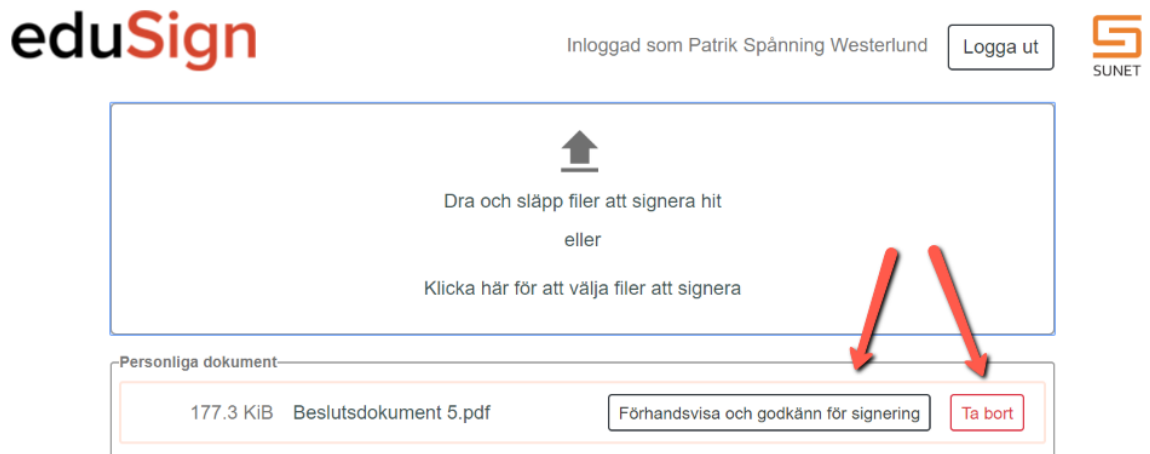 eduSign
Inloggad som Patrik Spånning Westerlund
Logga ut
SUNET
Dra och släpp filer att signera hit
eller
Klicka här för att välja filer att signera
Personliga dokument
177.3 KiB Beslutsdokument 5.pdf Förhandsvisa och godkänn för signering Ta bort